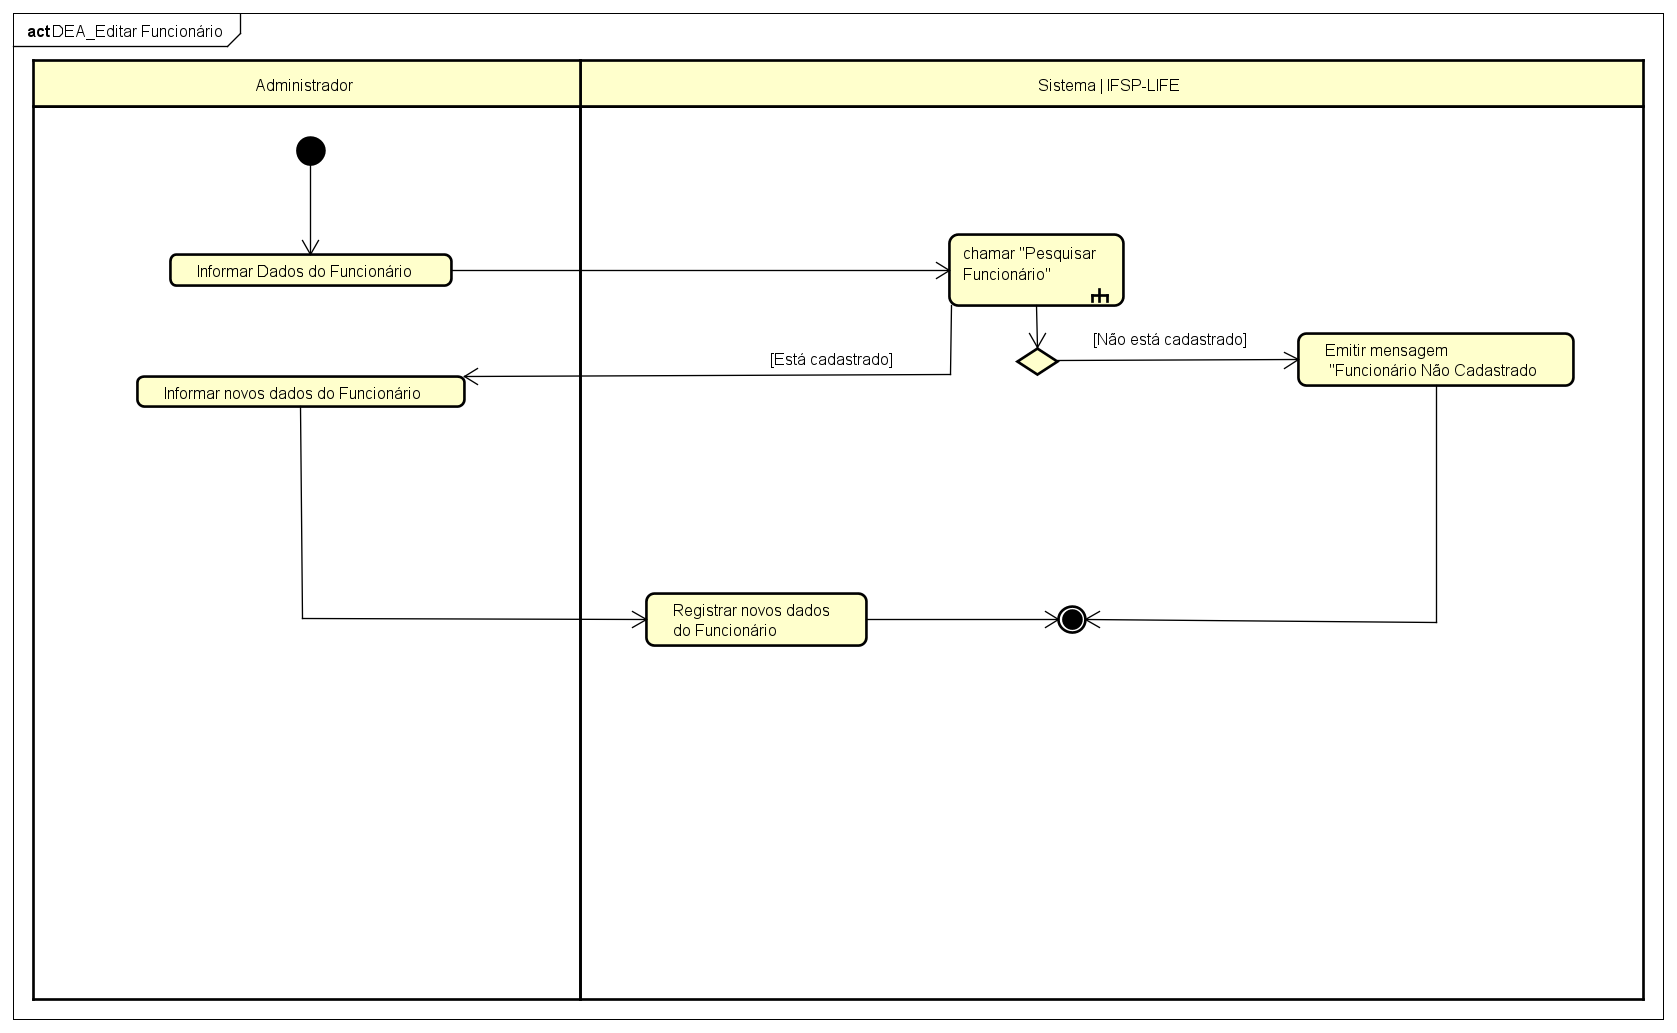 act DEA_Editar Funcionário
Administrador
Sistema | IFSP-LIFE
Informar Dados do Funcionário
chamar "Pesquisar
Funcionário"
[Não está cadastrado]
[Está cadastrado]
Emitir mensagem
"Funcionário Não Cadastrado
Informar novos dados do Funcionário
Registrar novos dados
do Funcionário